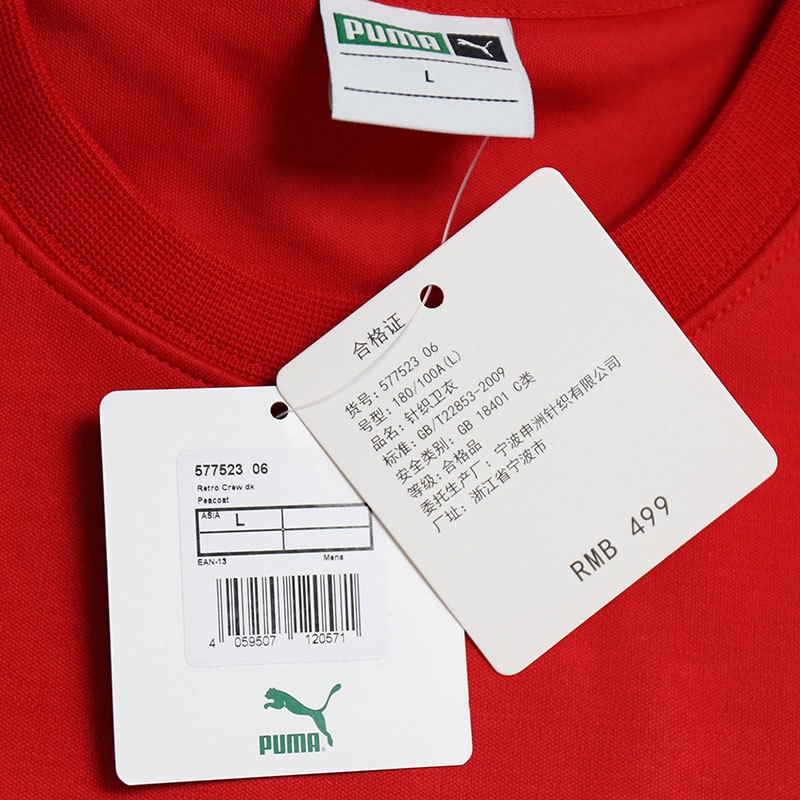 PUMA
L
合格证
货号: 577523 06
号型: 180/100A(L)
品名: 针织卫衣
标准: GB/T22853-2009
安全类别: GB 18401 C类
等级: 合格品
委托生产厂: 宁波申洲针织有限公司
厂址: 浙江省宁波市
RMB 499
577523 06
Retro Crew dk
Peacoat
ASIA L
EAN-13 Mens
4 059507 120571
PUMA